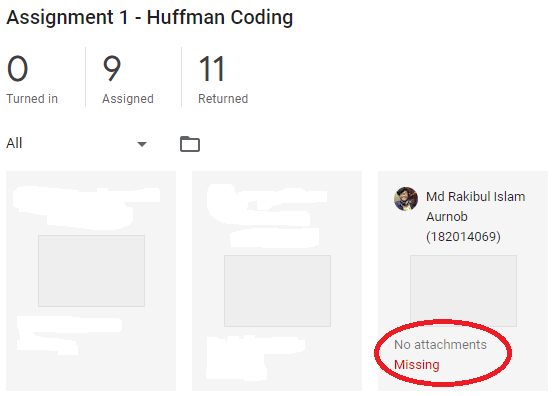 Assignment 1 - Huffman Coding
0 9 11
Turned in Assigned Returned
All
Md Rakibul Islam
Aurnob
(182014069)
No attachments
Missing